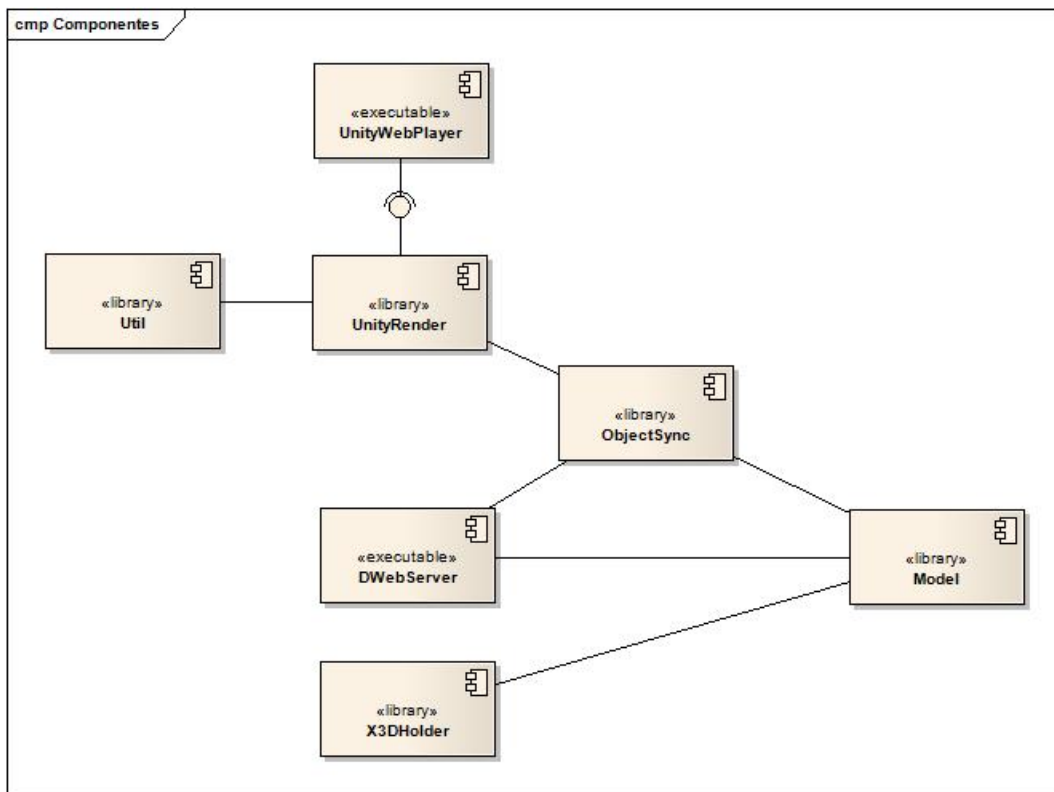 cmp Componentes
«executable»
UnityWebPlayer
«library»
Util
«library»
UnityRender
«library»
ObjectSync
«executable»
DWebServer
«library»
Model
«library»
X3DHolder